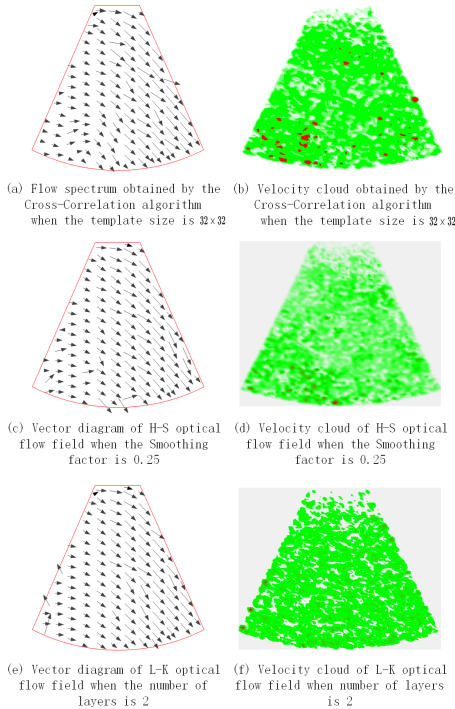 (a) Flow spectrum obtained by the
Cross-Correlation algorithm
when the template size is 32×32
(b) Velocity cloud obtained by the
Cross-Correlation algorithm
when the template size is 32×32
(c) Vector diagram of H-S optical
flow field when the Smoothing
factor is 0.25
(d) Velocity cloud of H-S optical
flow field when the Smoothing
factor is 0.25
(e) Vector diagram of L-K optical
flow field when the number of
layers is 2
(f) Velocity cloud of L-K optical
flow field when number of layers
is 2